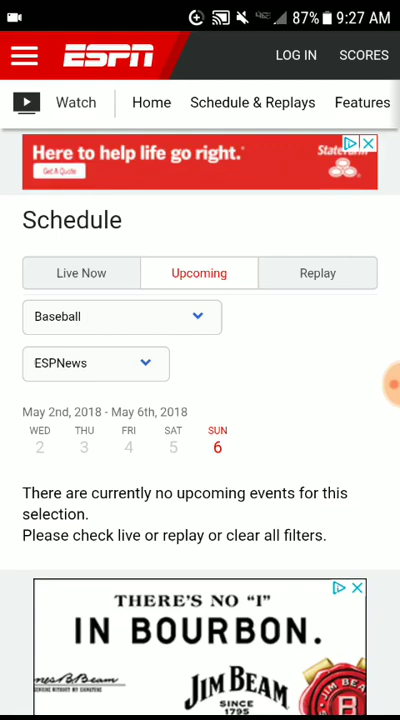 87% 9:27 AM
ESPN LOG IN SCORES
Watch Home Schedule & Replays Features
Here to help life go right.®
State
Get A Quote
Schedule
Live Now Upcoming Replay
Baseball
ESPNews
May 2nd, 2018 - May 6th, 2018
WED THU FRI SAT SUN
2 3 4 5 6
There are currently no upcoming events for this
selection.
Please check live or replay or clear all filters.
THERE'S NO “I”
IN BOURBON.
JIM BEAM
SINCE
1795
B